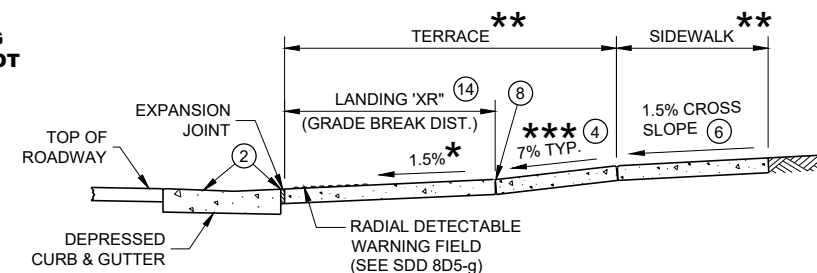 G
OT
TERRACE **
SIDEWALK **
LANDING 'XR" 14
(GRADE BREAK DIST.)
8
EXPANSION
JOINT
TOP OF
ROADWAY
2
1.5%*
*** 4
7% TYP.
1.5% CROSS
SLOPE 6
DEPRESSED
CURB & GUTTER
RADIAL DETECTABLE
WARNING FIELD
(SEE SDD 8D5-g)